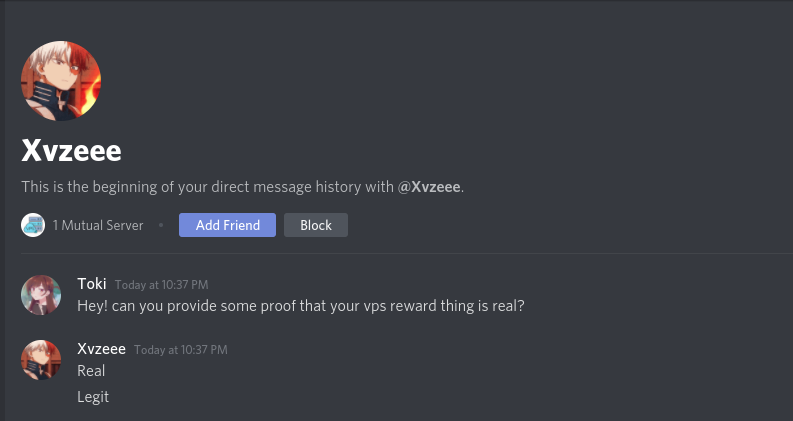 Xvzeee
This is the beginning of your direct message history with @Xvzeee.
1 Mutual Server • Add Friend Block
Toki Today at 10:37 PM
Hey! can you provide some proof that your vps reward thing is real?
Xvzeee Today at 10:37 PM
Real
Legit